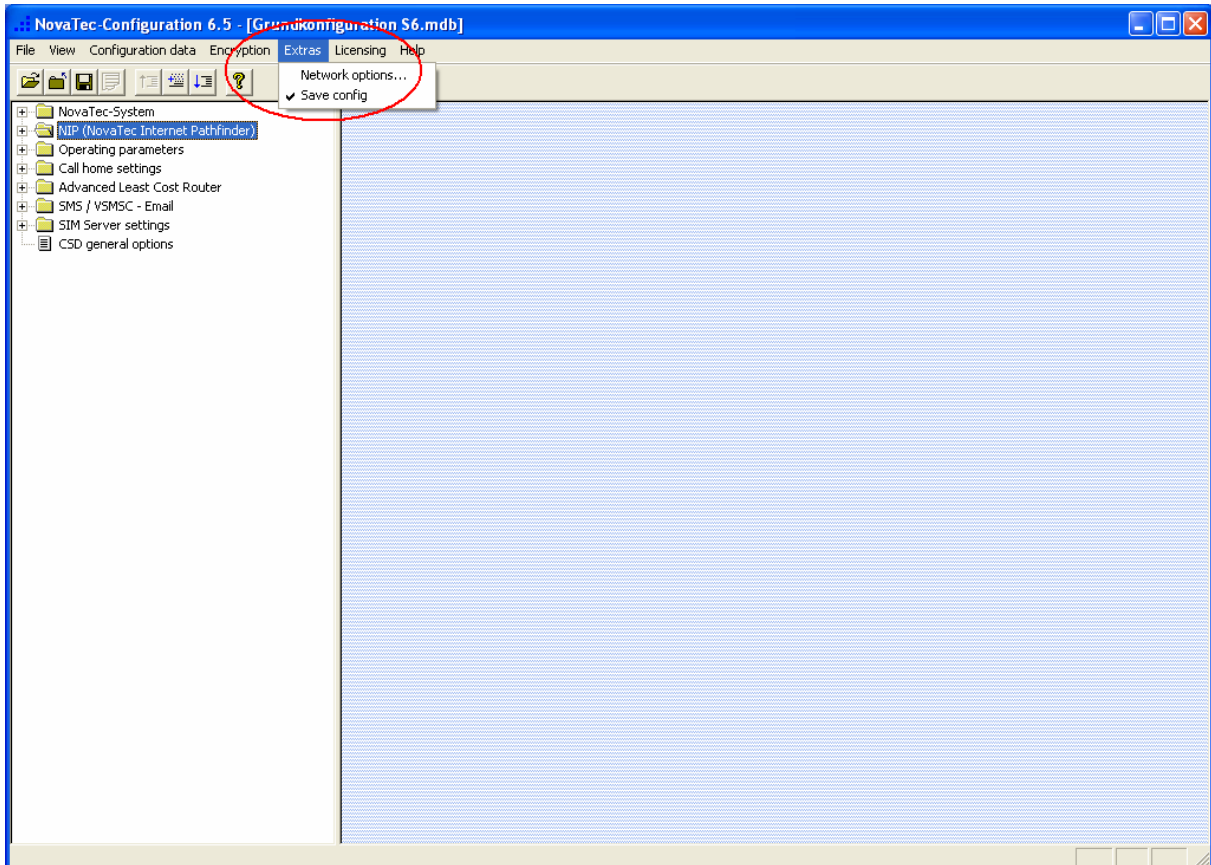 NovaTec-Configuration 6.5 - [Grundkonfiguration S6.mdb]
File View Configuration data Encryption Extras Licensing Help
Network options...
Save config
NovaTec-System
NIP (NovaTec Internet Pathfinder)
Operating parameters
Call home settings
Advanced Least Cost Router
SMS / VSMSC - Email
SIM Server settings
CSD general options